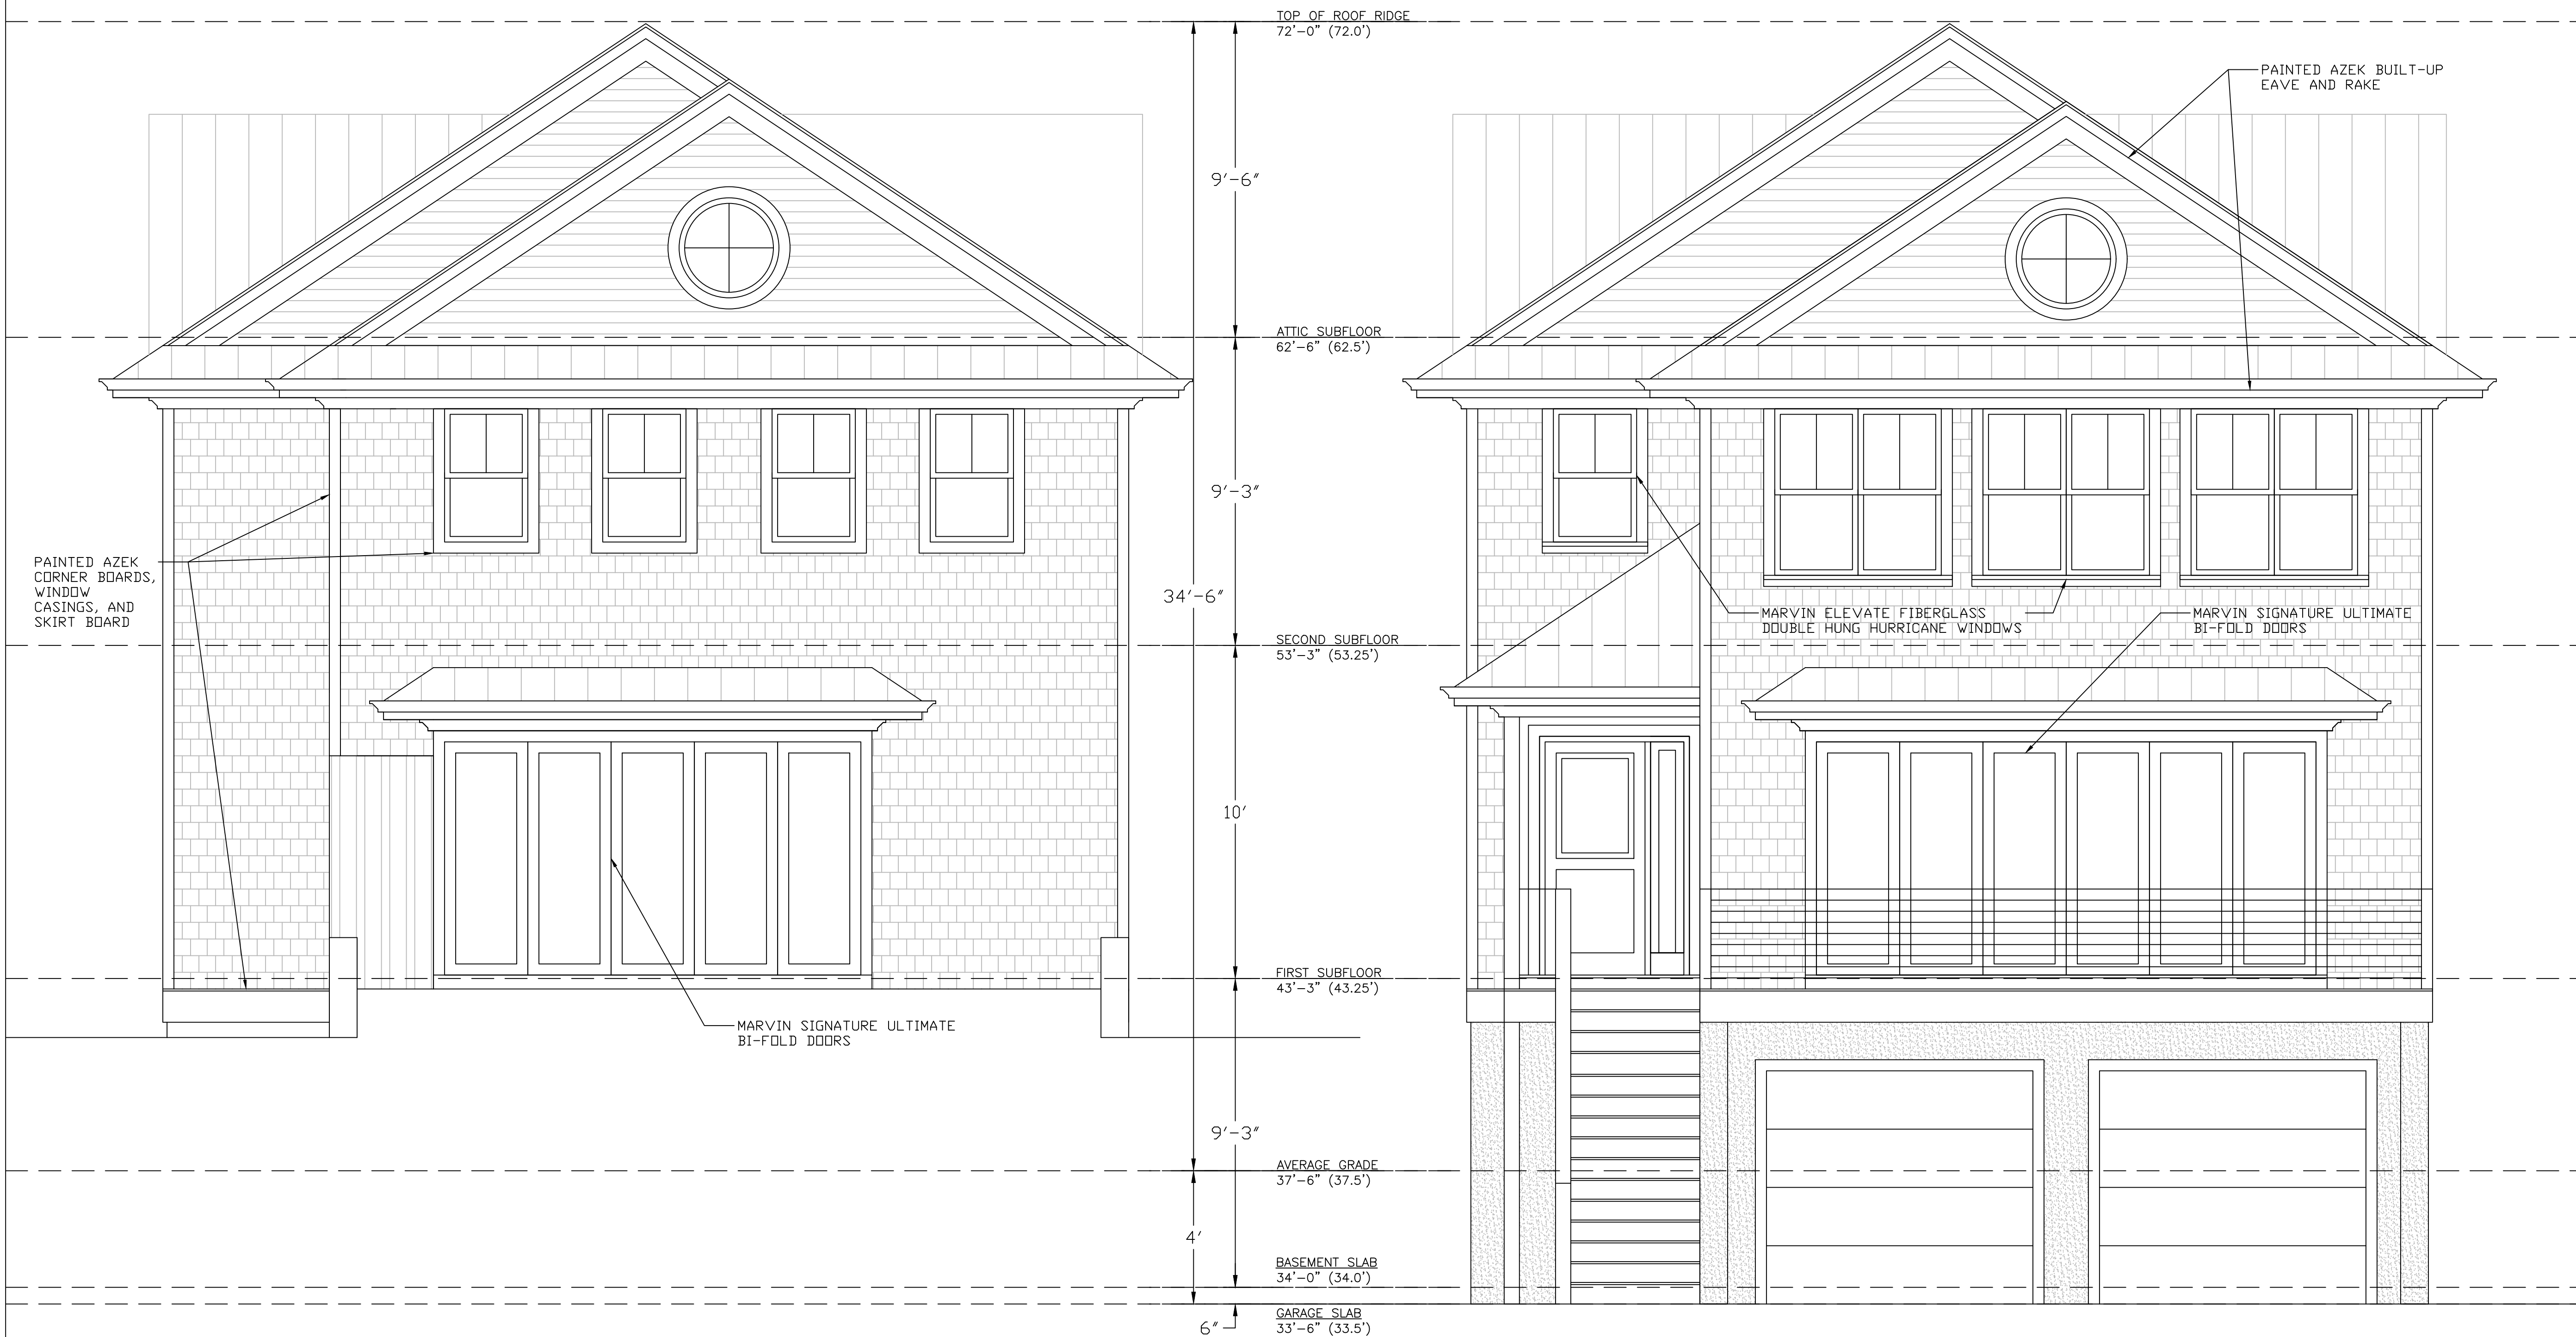 TOP OF ROOF RIDGE
72'-0" (72.0')
PAINTED AZEK BUILT-UP
EAVE AND RAKE
9'-6"
ATTIC SUBFLOOR
62'-6" (62.5')
9'-3"
PAINTED AZEK
CORNER BOARDS,
WINDOW
CASINGS, AND
SKIRT BOARD
34'-6"
MARVIN ELEVATE FIBERGLASS
DOUBLE HUNG HURRICANE WINDOWS
MARVIN SIGNATURE ULTIMATE
BI-FOLD DOORS
SECOND SUBFLOOR
53'-3" (53.25')
10'
FIRST SUBFLOOR
43'-3" (43.25')
MARVIN SIGNATURE ULTIMATE
BI-FOLD DOORS
9'-3"
AVERAGE GRADE
37'-6" (37.5')
4'
BASEMENT SLAB
34'-0" (34.0')
GARAGE SLAB
33'-6" (33.5')
6"